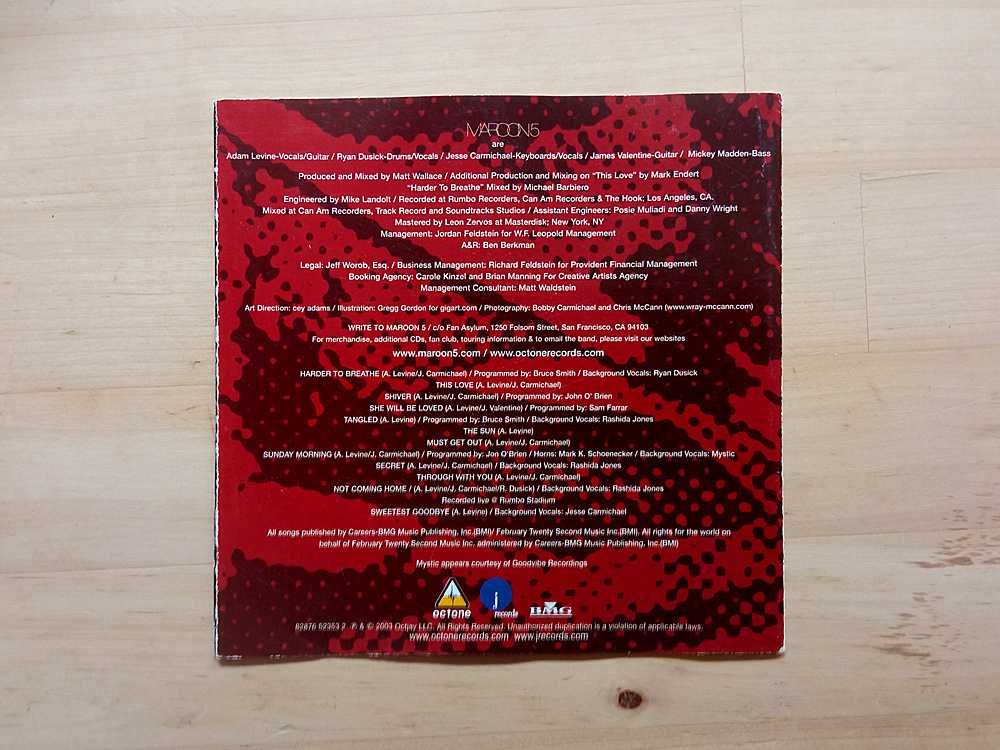 MAROON5
are
Adam Levine-Vocals/Guitar / Ryan Dusick-Drums/Vocals / Jesse Carmichael-Keyboards/Vocals / James Valentine-Guitar / Mickey Madden-Bass
Produced and Mixed by Matt Wallace / Additional Production and Mixing on "This Love" by Mark Endert
"Harder To Breathe" Mixed by Michael Barbiero
Engineered by Mike Landolt / Recorded at Rumbo Recorders, Can Am Recorders & The Hook; Los Angeles, CA.
Mixed at Can Am Recorders, Track Record and Soundtracks Studios / Assistant Engineers: Posie Muliadi and Danny Wright
Mastered by Leon Zervos at Masterdisk; New York, NY
Management: Jordan Feldstein for W.F. Leopold Management
A&R: Ben Berkman
Legal: Jeff Worob, Esq. / Business Management: Richard Feldstein for Provident Financial Management
Booking Agency: Carole Kinzel and Brian Manning For Creative Artists Agency
Management Consultant: Matt Waldstein
Art Direction: cey adams / Illustration: Gregg Gordon for gigart.com / Photography: Bobby Carmichael and Chris McCann (www.wray-mccann.com)
WRITE TO MAROON 5 / c/o Fan Asylum, 1250 Folsom Street, San Francisco, CA 94103
For merchandise, additional CDs, fan club, touring information & to email the band, please visit our websites
www.maroon5.com / www.octonerecords.com
HARDER TO BREATHE (A. Levine/J. Carmichael) / Programmed by: Bruce Smith / Background Vocals: Ryan Dusick
THIS LOVE (A. Levine/J. Carmichael)
SHIVER (A. Levine/J. Carmichael) / Programmed by: John O' Brien
SHE WILL BE LOVED (A. Levine/J. Valentine) / Programmed by: Sam Farrar
TANGLED (A. Levine) / Programmed by: Bruce Smith / Background Vocals: Rashida Jones
THE SUN (A. Levine)
MUST GET OUT (A. Levine/J. Carmichael)
SUNDAY MORNING (A. Levine/J. Carmichael) / Programmed by: Jon O'Brien / Horns: Mark K. Schoenecker / Background Vocals: Mystic
SECRET (A. Levine/J. Carmichael) / Background Vocals: Rashida Jones
THROUGH WITH YOU (A. Levine/J. Carmichael)
NOT COMING HOME / (A. Levine/J. Carmichael/R. Dusick) / Background Vocals: Rashida Jones
Recorded live @ Rumbo Stadium
SWEETEST GOODBYE (A. Levine) / Background Vocals: Jesse Carmichael
All songs published by Careers-BMG Music Publishing, Inc.(BMI)/ February Twenty Second Music Inc.(BMI). All rights for the world on
behalf of February Twenty Second Music Inc. administered by Careers-BMG Music Publishing, Inc.(BMI)
Mystic appears courtesy of Goodvibe Recordings
octone j records BMG
82876 52353 2 ℗ & © 2003 Octjay LLC. All Rights Reserved. Unauthorized duplication is a violation of applicable laws.
www.octonerecords.com www.jrecords.com